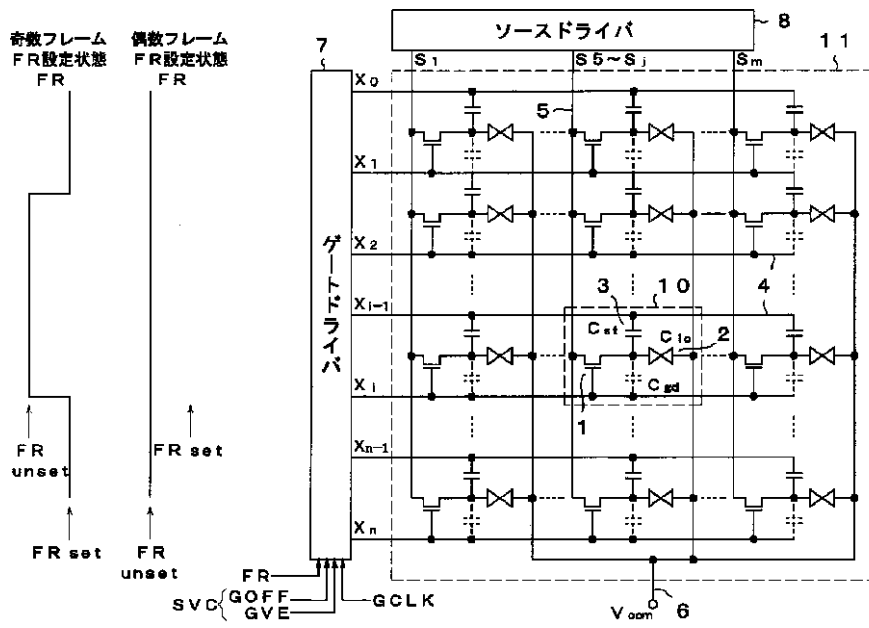 奇数フレーム
FR設定状態
FR
偶数フレーム
FR設定状態
FR
FR
unset
FR set
FR set
FR
unset
7
ゲートドライバ
ソースドライバ
8
S1
S 5～Sj
Sm
11
5
X0
X1
X2
Xi-1
Xi
Xn-1
Xn
4
4
3
10
Cst
Clc
2
Cgd
1
FR
SVC
GOFF
GVE
GCLK
Vcom
6